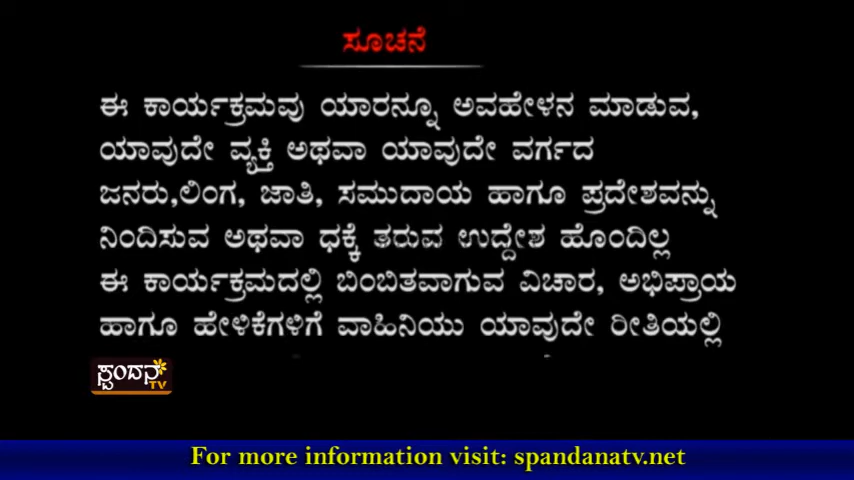 ಸೂಚನೆ
ಈ ಕಾರ್ಯಕ್ರಮವು ಯಾರನ್ನೂ ಅವಹೇಳನ ಮಾಡುವ,
ಯಾವುದೇ ವ್ಯಕ್ತಿ ಅಥವಾ ಯಾವುದೇ ವರ್ಗದ
ಜನರು,ಲಿಂಗ, ಜಾತಿ, ಸಮುದಾಯ ಹಾಗೂ ಪ್ರದೇಶವನ್ನು
ನಿಂದಿಸುವ ಅಥವಾ ಧಕ್ಕೆ ತರುವ ಉದ್ದೇಶ ಹೊಂದಿಲ್ಲ
ಈ ಕಾರ್ಯಕ್ರಮದಲ್ಲಿ ಬಿಂಬಿತವಾಗುವ ವಿಚಾರ, ಅಭಿಪ್ರಾಯ
ಹಾಗೂ ಹೇಳಿಕೆಗಳಿಗೆ ವಾಹಿನಿಯು ಯಾವುದೇ ರೀತಿಯಲ್ಲಿ
ಸ್ಪಂದನ TV
For more information visit: spandanatv.net